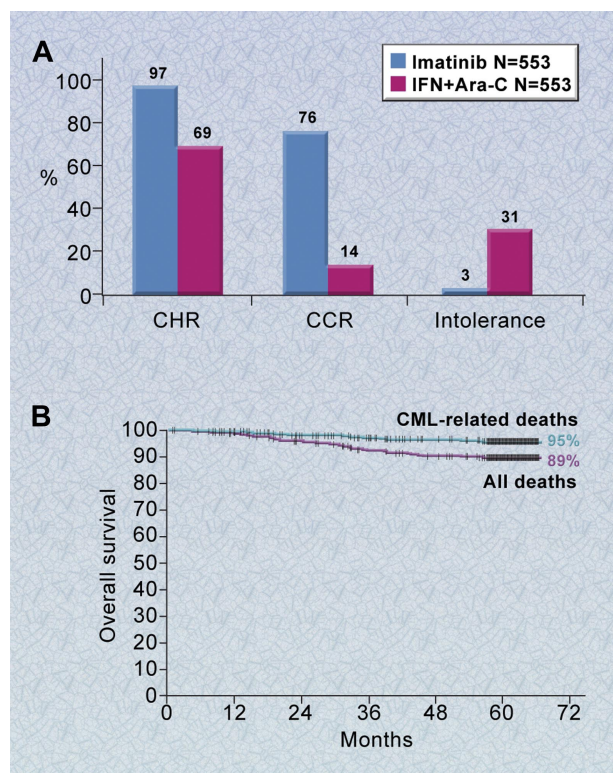 A
Imatinib N=553
IFN+Ara-C N=553
97
69
76
14
3
31
%
100
80
60
40
20
0
CHR
CCR
Intolerance
B
CML-related deaths
95%
89%
All deaths
Overall survival
100
90
80
70
60
50
40
30
20
10
0
0 12 24 36 48 60 72
Months